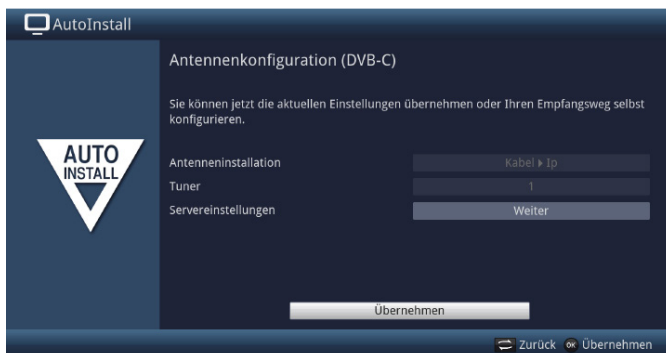 AutoInstall
Antennenkonfiguration (DVB-C)
Sie können jetzt die aktuellen Einstellungen übernehmen oder Ihren Empfangsweg selbst
konfigurieren.
AUTO
INSTALL
Antenneninstallation Kabel ▸ Ip
Tuner 1
Servereinstellungen Weiter
Übernehmen
Zurück OK Übernehmen